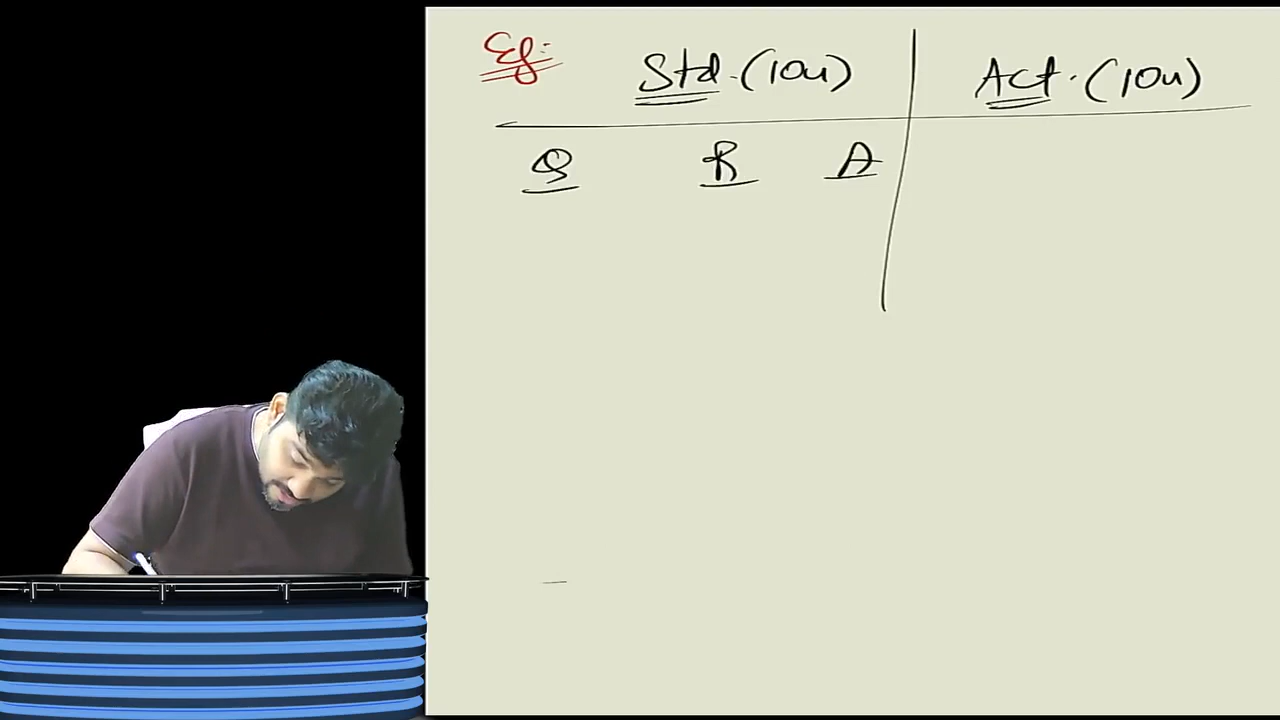 Eg:-
Std. (10u) Act. (10u)
Q R A